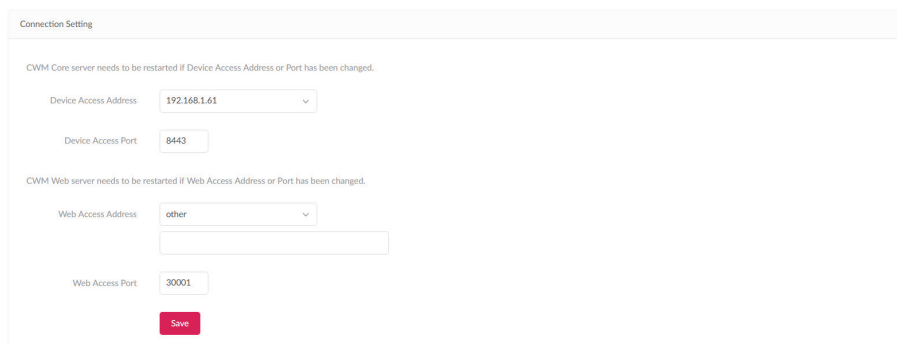 Connection Setting
CWM Core server needs to be restarted if Device Access Address or Port has been changed.
Device Access Address 192.168.1.61
Device Access Port 8443
CWM Web server needs to be restarted if Web Access Address or Port has been changed.
Web Access Address other
Web Access Port 30001
Save